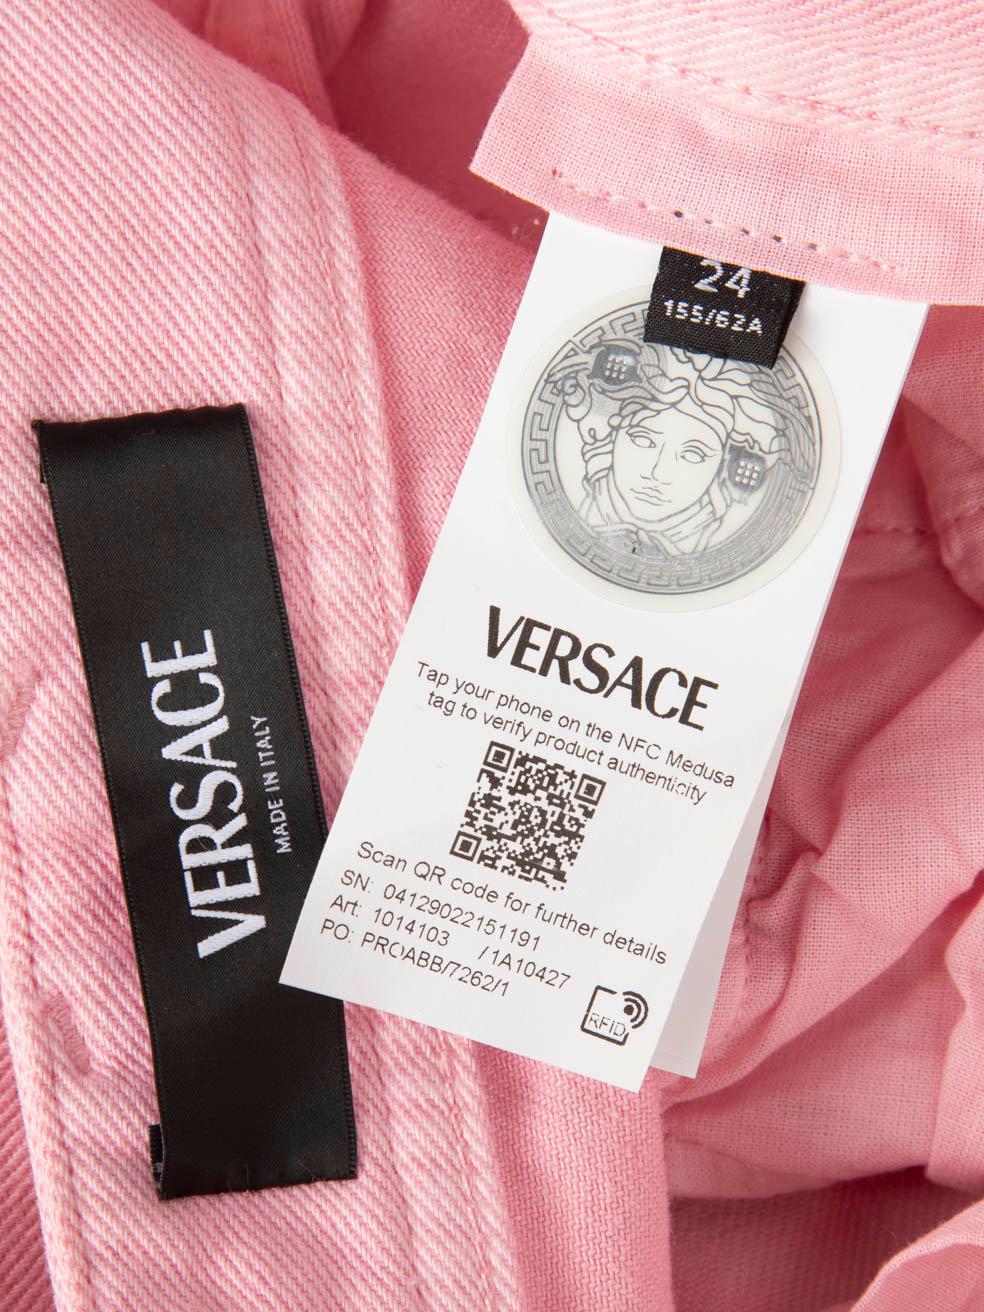 24
155/62A
VERSACE
Tap your phone on the NFC Medusa
tag to verify product authenticity
Scan QR code for further details
SN: 04129022151191
Art: 1014103 /1A10427
PO: PROABB/7262/1
RFID
VERSACE
MADE IN ITALY